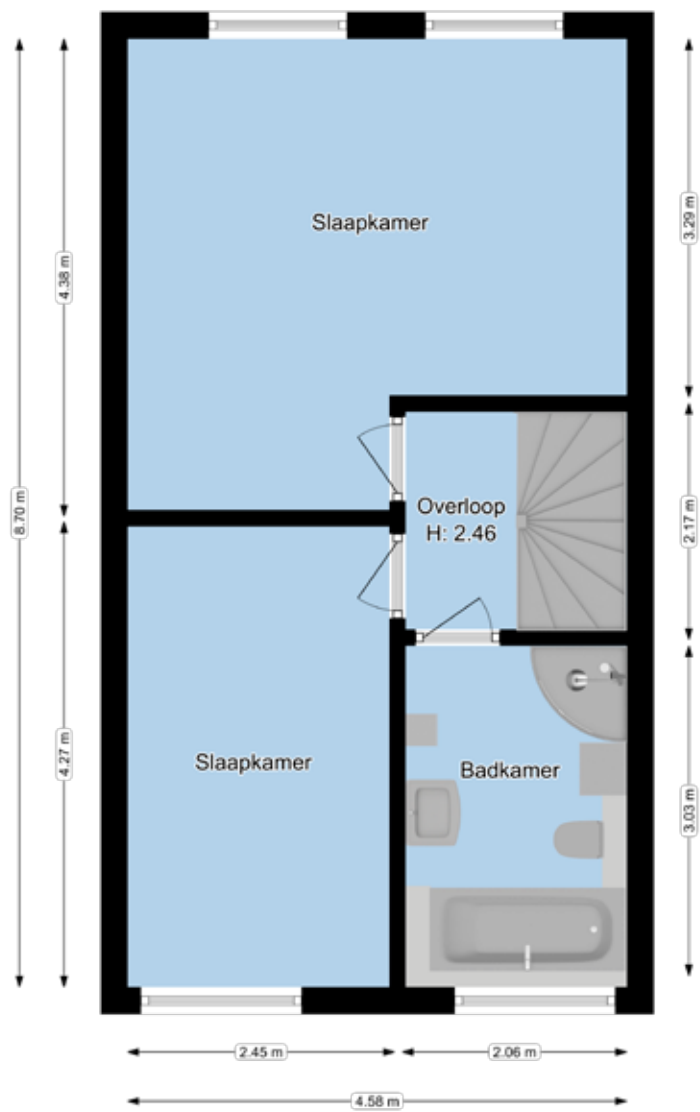 Slaapkamer
3.29 m
4.38 m
8.70 m
Overloop
H: 2.46
2.17 m
Slaapkamer
4.27 m
Badkamer
3.03 m
2.45 m
2.06 m
4.58 m